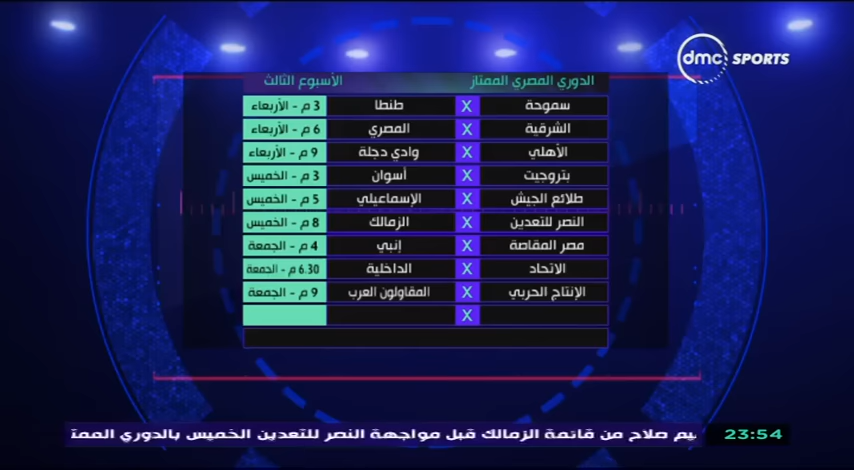 dmc SPORTS
الدوري المصري الممتاز الأسبوع الثالث
سموحة X طنطا 3 م - الأربعاء
الشرقية X المصري 6 م - الأربعاء
الأهلي X وادي دجلة 9 م - الأربعاء
بتروجيت X أسوان 3 م - الخميس
طلائع الجيش X الإسماعيلي 5 م - الخميس
النصر للتعدين X الزمالك 8 م - الخميس
مصر المقاصة X إنبي 4 م - الجمعة
الاتحاد X الداخلية 6.30 م - الجمعة
الإنتاج الحربي X المقاولون العرب 9 م - الجمعة
X
23:54 يم صلاح من قائمة الزمالك قبل مواجهة النصر للتعدين الخميس بالدوري الممت